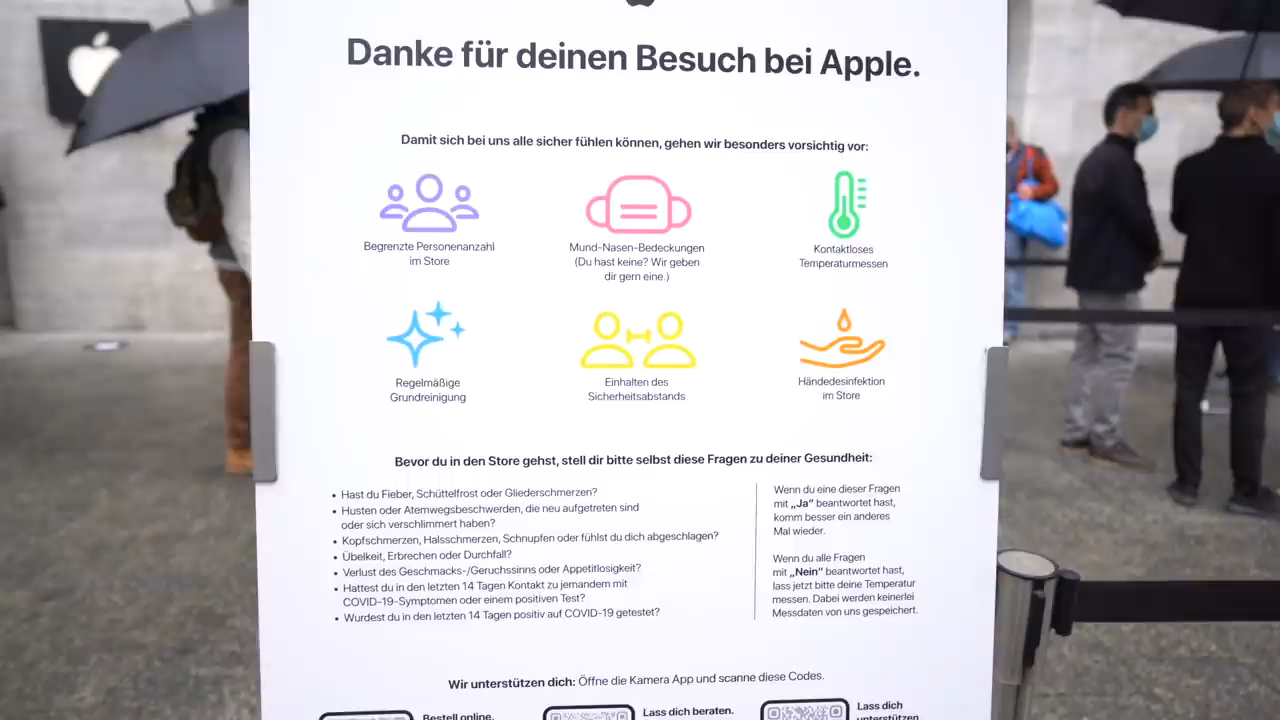 Danke für deinen Besuch bei Apple.
Damit sich bei uns alle sicher fühlen können, gehen wir besonders vorsichtig vor:
Begrenzte Personenanzahl
im Store
Mund-Nasen-Bedeckungen
(Du hast keine? Wir geben
dir gern eine.)
Kontaktloses
Temperaturmessen
Regelmäßige
Grundreinigung
Einhalten des
Sicherheitsabstands
Händedesinfektion
im Store
Bevor du in den Store gehst, stell dir bitte selbst diese Fragen zu deiner Gesundheit:
• Hast du Fieber, Schüttelfrost oder Gliederschmerzen?
• Husten oder Atemwegsbeschwerden, die neu aufgetreten sind
oder sich verschlimmert haben?
• Kopfschmerzen, Halsschmerzen, Schnupfen oder fühlst du dich abgeschlagen?
• Übelkeit, Erbrechen oder Durchfall?
• Verlust des Geschmacks-/Geruchssinns oder Appetitlosigkeit?
• Hattest du in den letzten 14 Tagen Kontakt zu jemandem mit
COVID-19-Symptomen oder einem positiven Test?
• Wurdest du in den letzten 14 Tagen positiv auf COVID-19 getestet?
Wenn du eine dieser Fragen
mit „Ja“ beantwortet hast,
komm besser ein anderes
Mal wieder.
Wenn du alle Fragen
mit „Nein“ beantwortet hast,
lass jetzt bitte deine Temperatur
messen. Dabei werden keinerlei
Messdaten von uns gespeichert.
Wir unterstützen dich: Öffne die Kamera App und scanne diese Codes.
Bestell online.
Lass dich beraten.
Lass dich
unterstützen